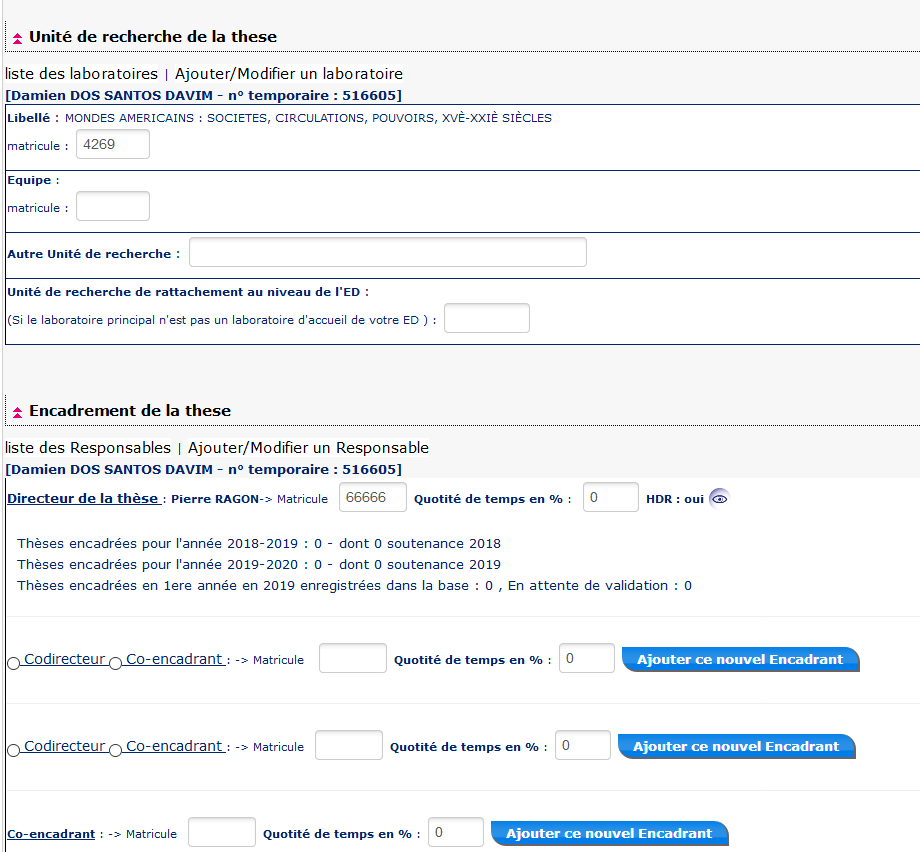 Unité de recherche de la these
liste des laboratoires | Ajouter/Modifier un laboratoire
[Damien DOS SANTOS DAVIM - n° temporaire : 516605]
Libellé : MONDES AMERICAINS : SOCIETES, CIRCULATIONS, POUVOIRS, XVÈ-XXIÈ SIÈCLES
matricule : 4269
Equipe :
matricule :
Autre Unité de recherche :
Unité de recherche de rattachement au niveau de l'ED :
(Si le laboratoire principal n'est pas un laboratoire d'accueil de votre ED ) :
Encadrement de la these
liste des Responsables | Ajouter/Modifier un Responsable
[Damien DOS SANTOS DAVIM - n° temporaire : 516605]
Directeur de la thèse : Pierre RAGON-> Matricule 66666 Quotité de temps en % : 0 HDR : oui
Thèses encadrées pour l'année 2018-2019 : 0 - dont 0 soutenance 2018
Thèses encadrées pour l'année 2019-2020 : 0 - dont 0 soutenance 2019
Thèses encadrées en 1ere année en 2019 enregistrées dans la base : 0 , En attente de validation : 0
Codirecteur Co-encadrant : -> Matricule Quotité de temps en % : 0 Ajouter ce nouvel Encadrant
Codirecteur Co-encadrant : -> Matricule Quotité de temps en % : 0 Ajouter ce nouvel Encadrant
Co-encadrant : -> Matricule Quotité de temps en % : 0 Ajouter ce nouvel Encadrant